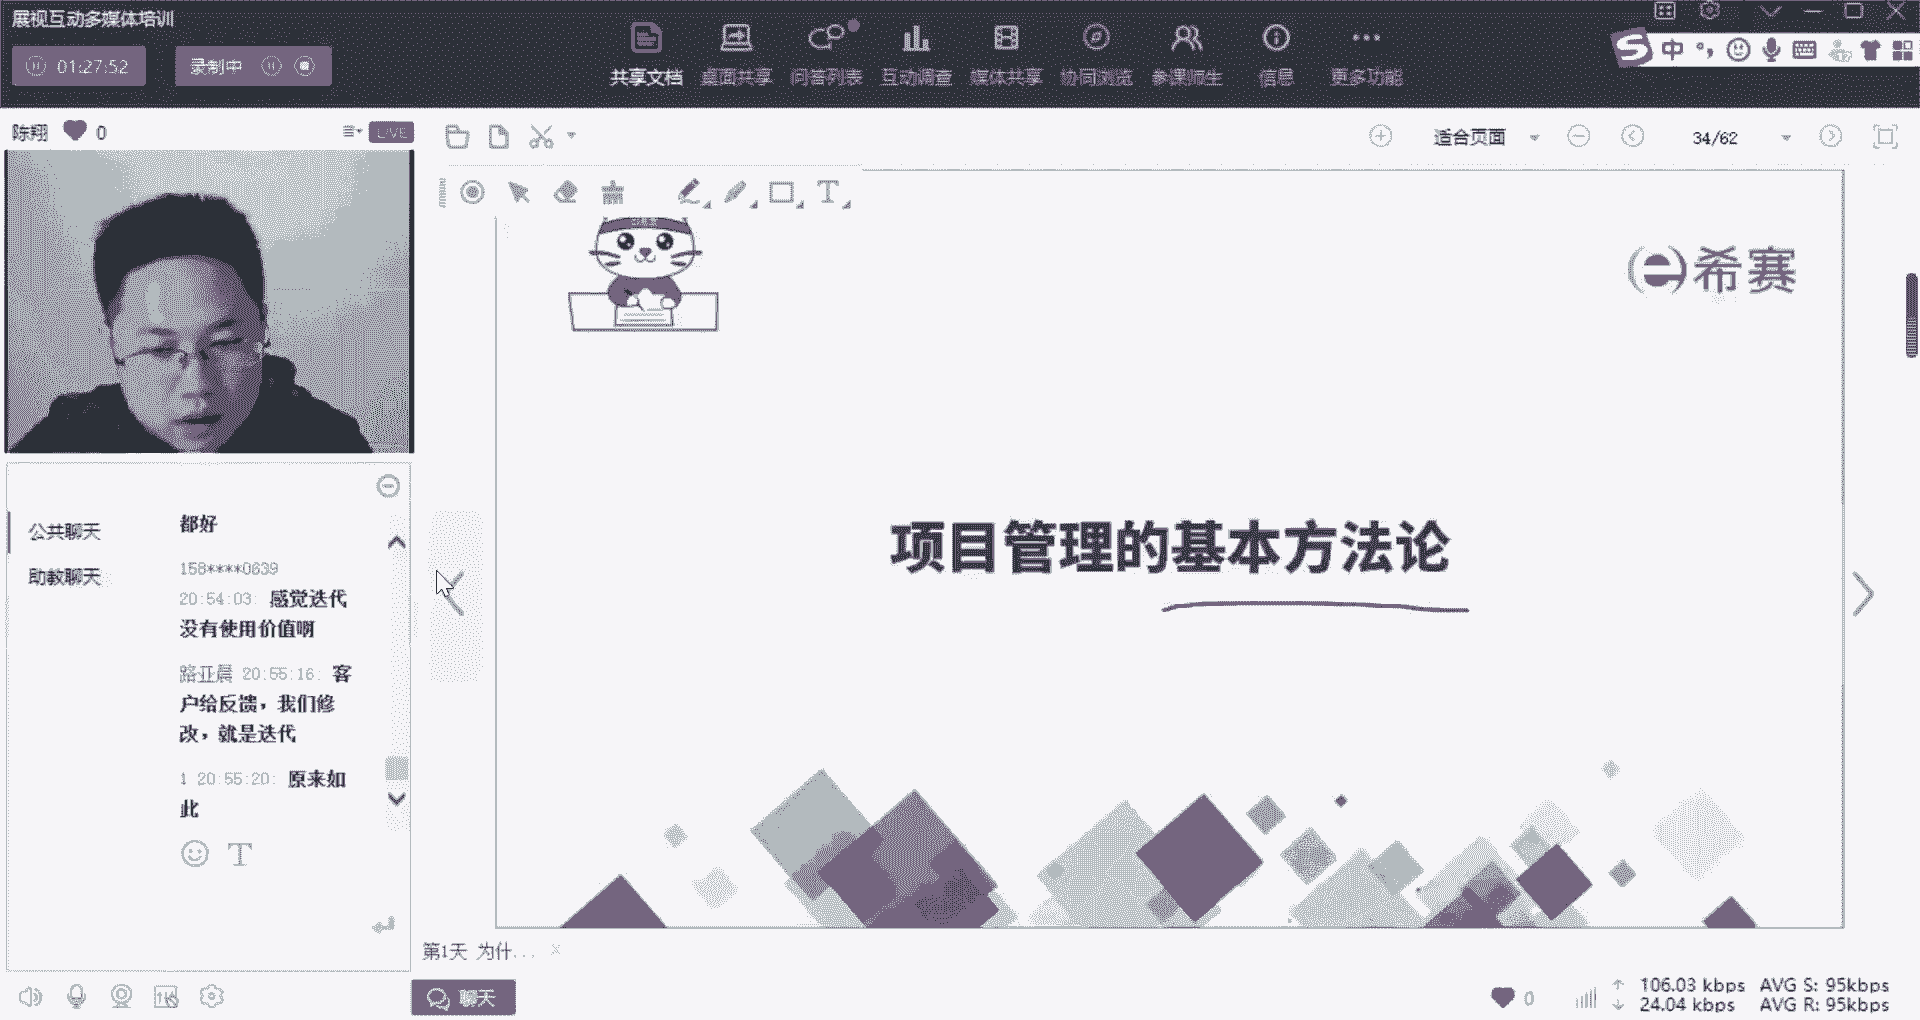 展视互动多媒体培训
01:27:52
录制中
共享文档
桌面共享
问答列表
互动调查
媒体共享
协同浏览
参课师生
信息
更多功能
中
陈翔
0
LIVE
适合页面
34/62
希赛
公共聊天
助教聊天
都好
158****0639
20:54:03: 感觉迭代
没有使用价值啊
路亚晨 20:55:16: 客
户给反馈，我们修
改，就是迭代
1 20:55:20: 原来如
此
项目管理的基本方法论
第1天 为什...
聊天
0
106.03 kbps AVG S: 95kbps
24.04 kbps AVG R: 95kbps